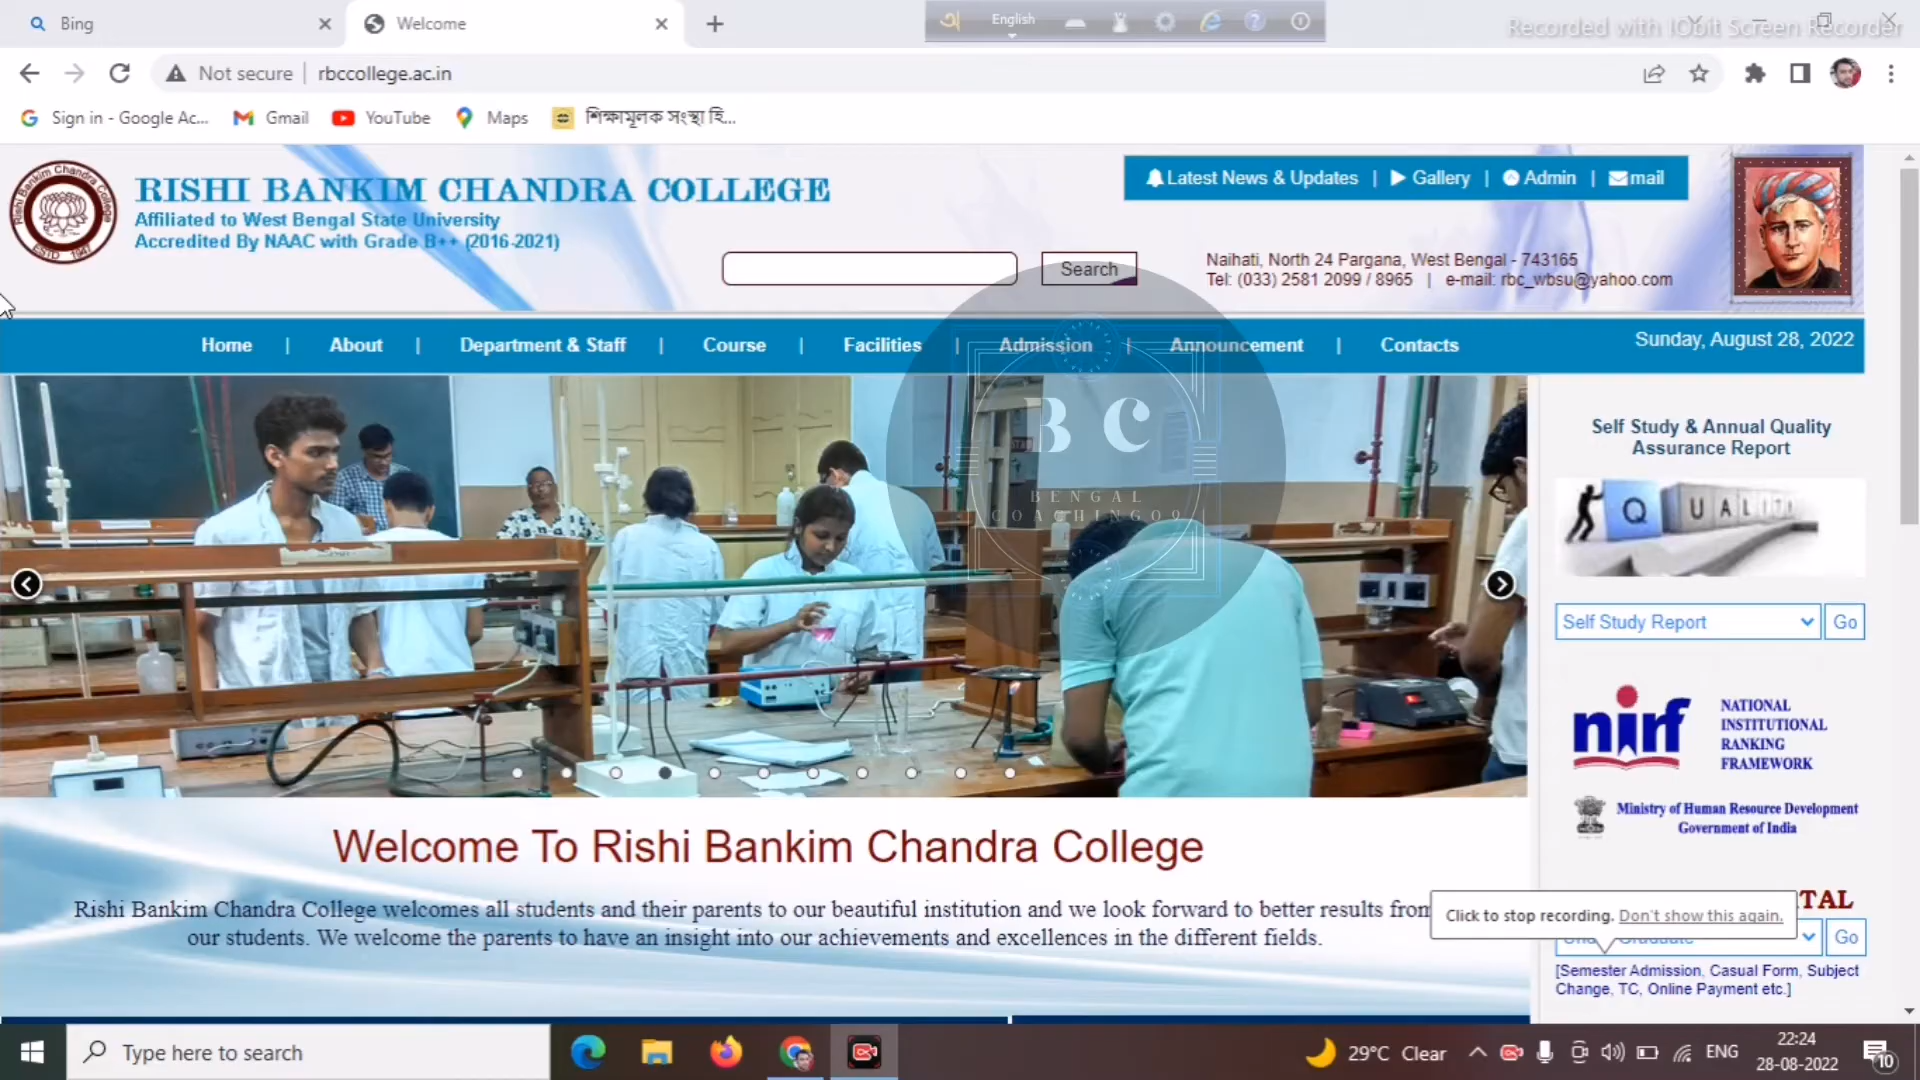 Bing
Welcome
English
Recorded with IObit Screen Recorder
Not secure
rbccollege.ac.in
Sign in - Google Ac...
Gmail
YouTube
Maps
শিক্ষামূলক সংস্থা হি...
Rishi Bankim Chandra College
ESTD 1947
RISHI BANKIM CHANDRA COLLEGE
Affiliated to West Bengal State University
Accredited By NAAC with Grade B++ (2016-2021)
Latest News & Updates | Gallery | Admin | mail
Search
Naihati, North 24 Pargana, West Bengal - 743165
Tel: (033) 2581 2099 / 8965 | e-mail: rbc_wbsu@yahoo.com
Home | About | Department & Staff | Course | Facilities | Admission | Announcement | Contacts
Sunday, August 28, 2022
B C
BENGAL
COACHING09
Self Study & Annual Quality
Assurance Report
QUALITY
Self Study Report
Go
nirf
NATIONAL
INSTITUTIONAL
RANKING
FRAMEWORK
Ministry of Human Resource Development
Government of India
Welcome To Rishi Bankim Chandra College
Rishi Bankim Chandra College welcomes all students and their parents to our beautiful institution and we look forward to better results from
our students. We welcome the parents to have an insight into our achievements and excellences in the different fields.
TAL
Click to stop recording. Don't show this again.
Go
[Semester Admission, Casual Form, Subject
Change, TC, Online Payment etc.]
Type here to search
29°C Clear
ENG
22:24
28-08-2022
10